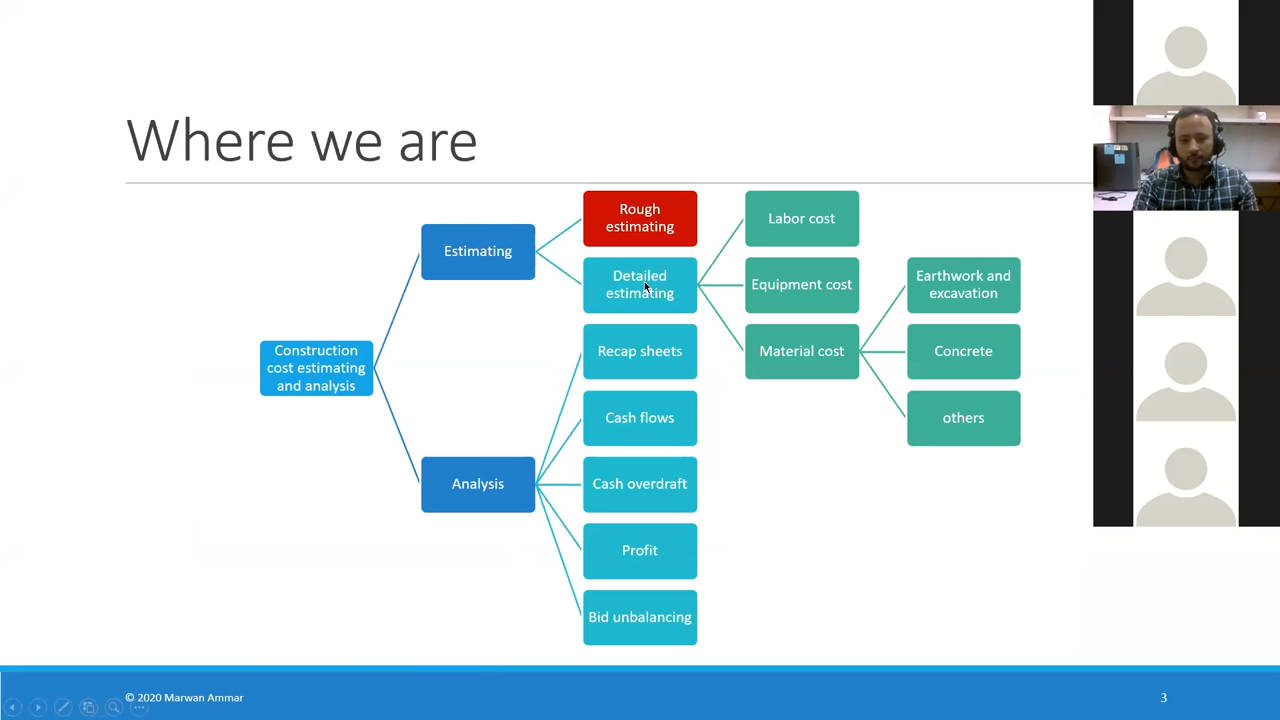 Where we are
Rough
estimating
Labor cost
Estimating
Detailed
estimating
Equipment cost
Earthwork and
excavation
Construction
cost estimating
and analysis
Recap sheets
Material cost
Concrete
Cash flows
others
Analysis
Cash overdraft
Profit
Bid unbalancing
© 2020 Marwan Ammar
3